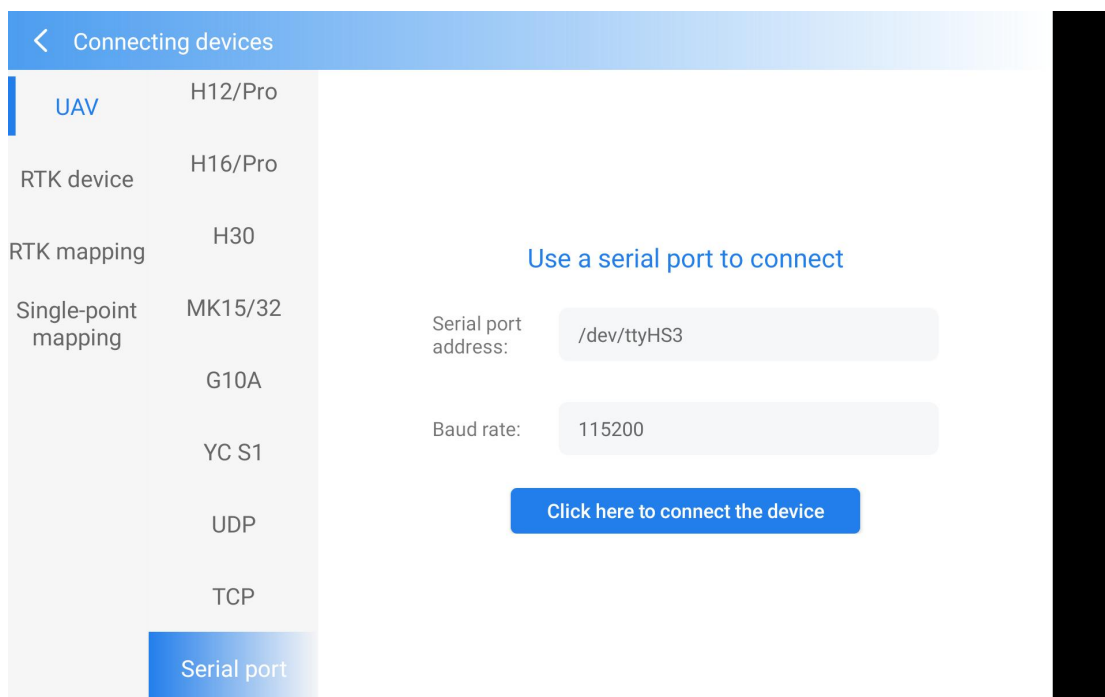 Connecting devices
UAV
RTK device
RTK mapping
Single-point
mapping
H12/Pro
H16/Pro
H30
MK15/32
G10A
YC S1
UDP
TCP
Serial port
Use a serial port to connect
Serial port
address:
/dev/ttyHS3
Baud rate:
115200
Click here to connect the device